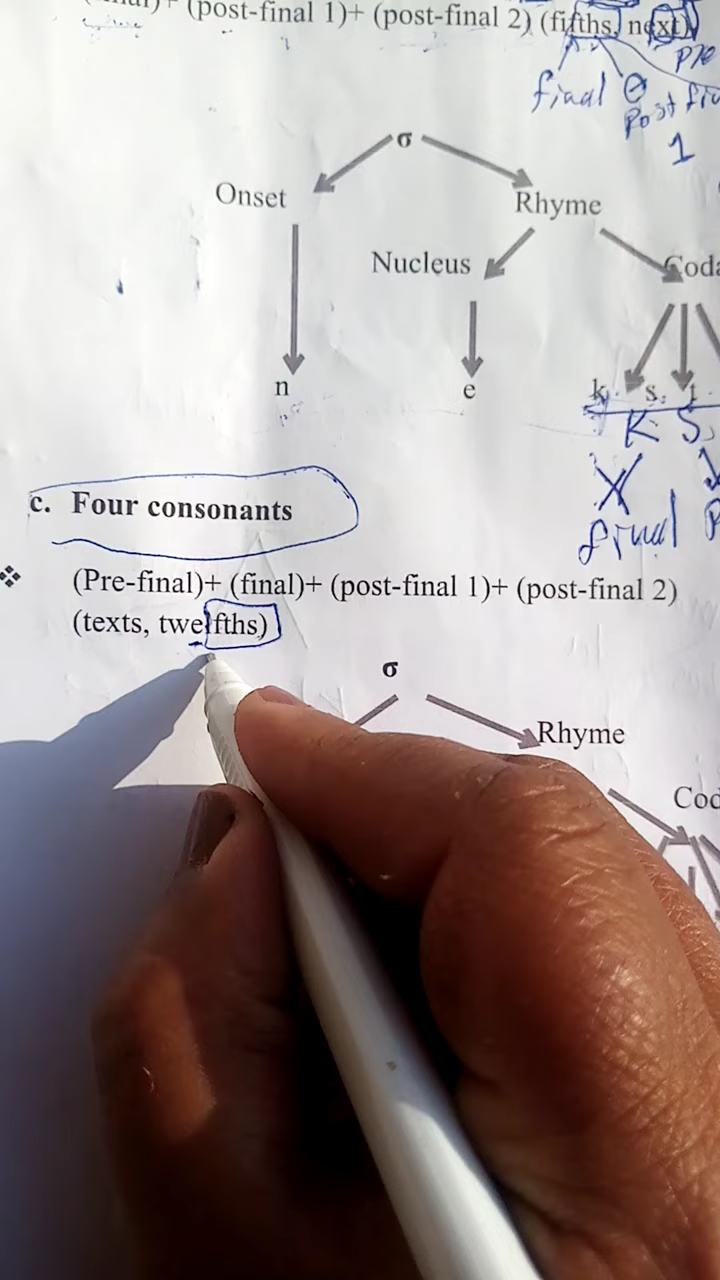 (post-final 1)+ (post-final 2) (fifths, next)
final θ
Post
1
σ
Onset Rhyme
Nucleus Coda
n e k s t
K S
final
c. Four consonants
❖ (Pre-final)+ (final)+ (post-final 1)+ (post-final 2)
(texts, twelfths)
σ
Rhyme